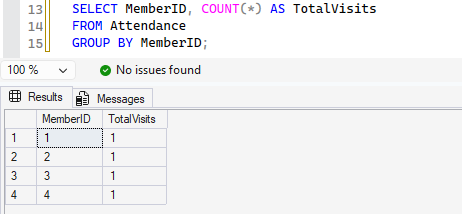 13 SELECT MemberID, COUNT(*) AS TotalVisits
14 FROM Attendance
15 GROUP BY MemberID;
100 % No issues found
Results Messages
MemberID TotalVisits
1 1 1
2 2 1
3 3 1
4 4 1